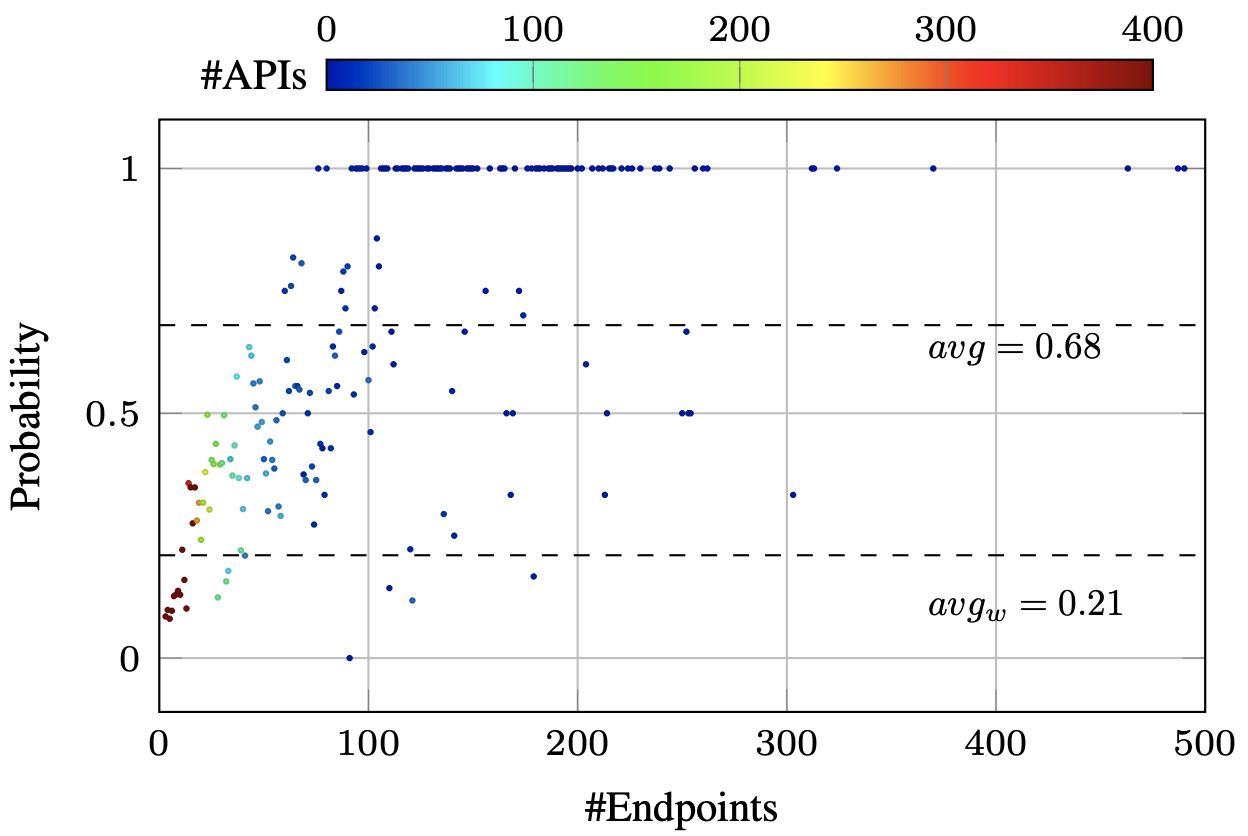 0 100 200 300 400
#APIs
1
0.5
0
Probability
avg = 0.68
avg_w = 0.21
0 100 200 300 400 500
#Endpoints